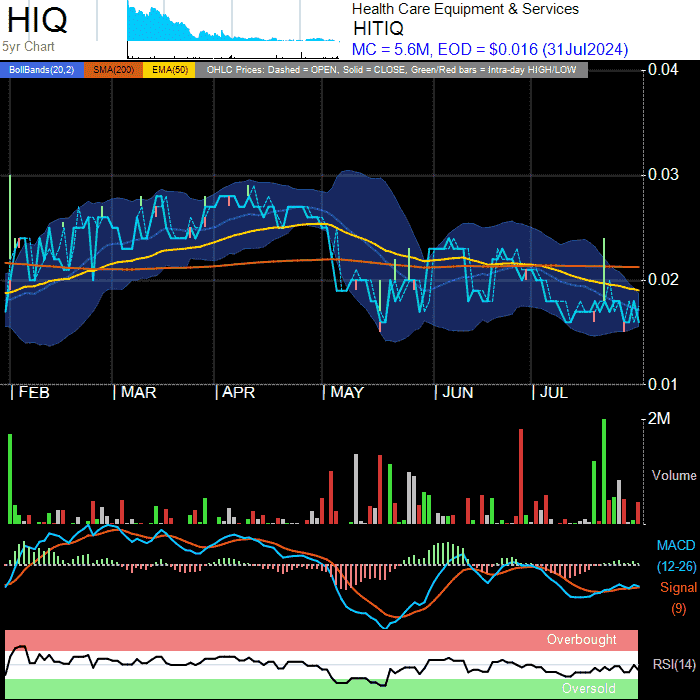 HIQ
5yr Chart
Health Care Equipment & Services
HITIQ
MC = 5.6M, EOD = $0.016 (31Jul2024)
BollBands(20,2) SMA(200) EMA(50) OHLC Prices: Dashed = OPEN, Solid = CLOSE, Green/Red bars = Intra-day HIGH/LOW
0.04
0.03
0.02
0.01
FEB MAR APR MAY JUN JUL
2M
Volume
MACD
(12-26)
Signal
(9)
Overbought
RSI(14)
Oversold